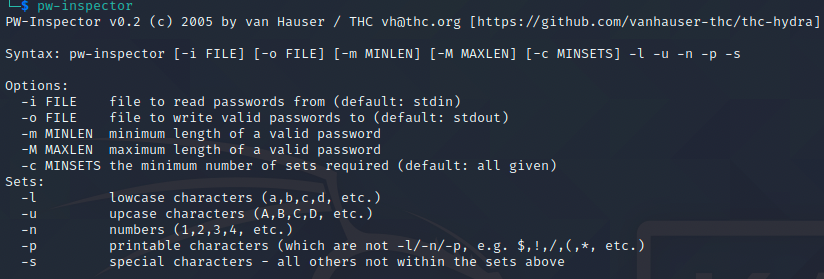 └─$ pw-inspector
PW-Inspector v0.2 (c) 2005 by van Hauser / THC vh@thc.org [https://github.com/vanhauser-thc/thc-hydra]
Syntax: pw-inspector [-i FILE] [-o FILE] [-m MINLEN] [-M MAXLEN] [-c MINSETS] -l -u -n -p -s
Options:
-i FILE file to read passwords from (default: stdin)
-o FILE file to write valid passwords to (default: stdout)
-m MINLEN minimum length of a valid password
-M MAXLEN maximum length of a valid password
-c MINSETS the minimum number of sets required (default: all given)
Sets:
-l lowcase characters (a,b,c,d, etc.)
-u upcase characters (A,B,C,D, etc.)
-n numbers (1,2,3,4, etc.)
-p printable characters (which are not -l/-n/-p, e.g. $,!,/,(,*, etc.)
-s special characters - all others not within the sets above